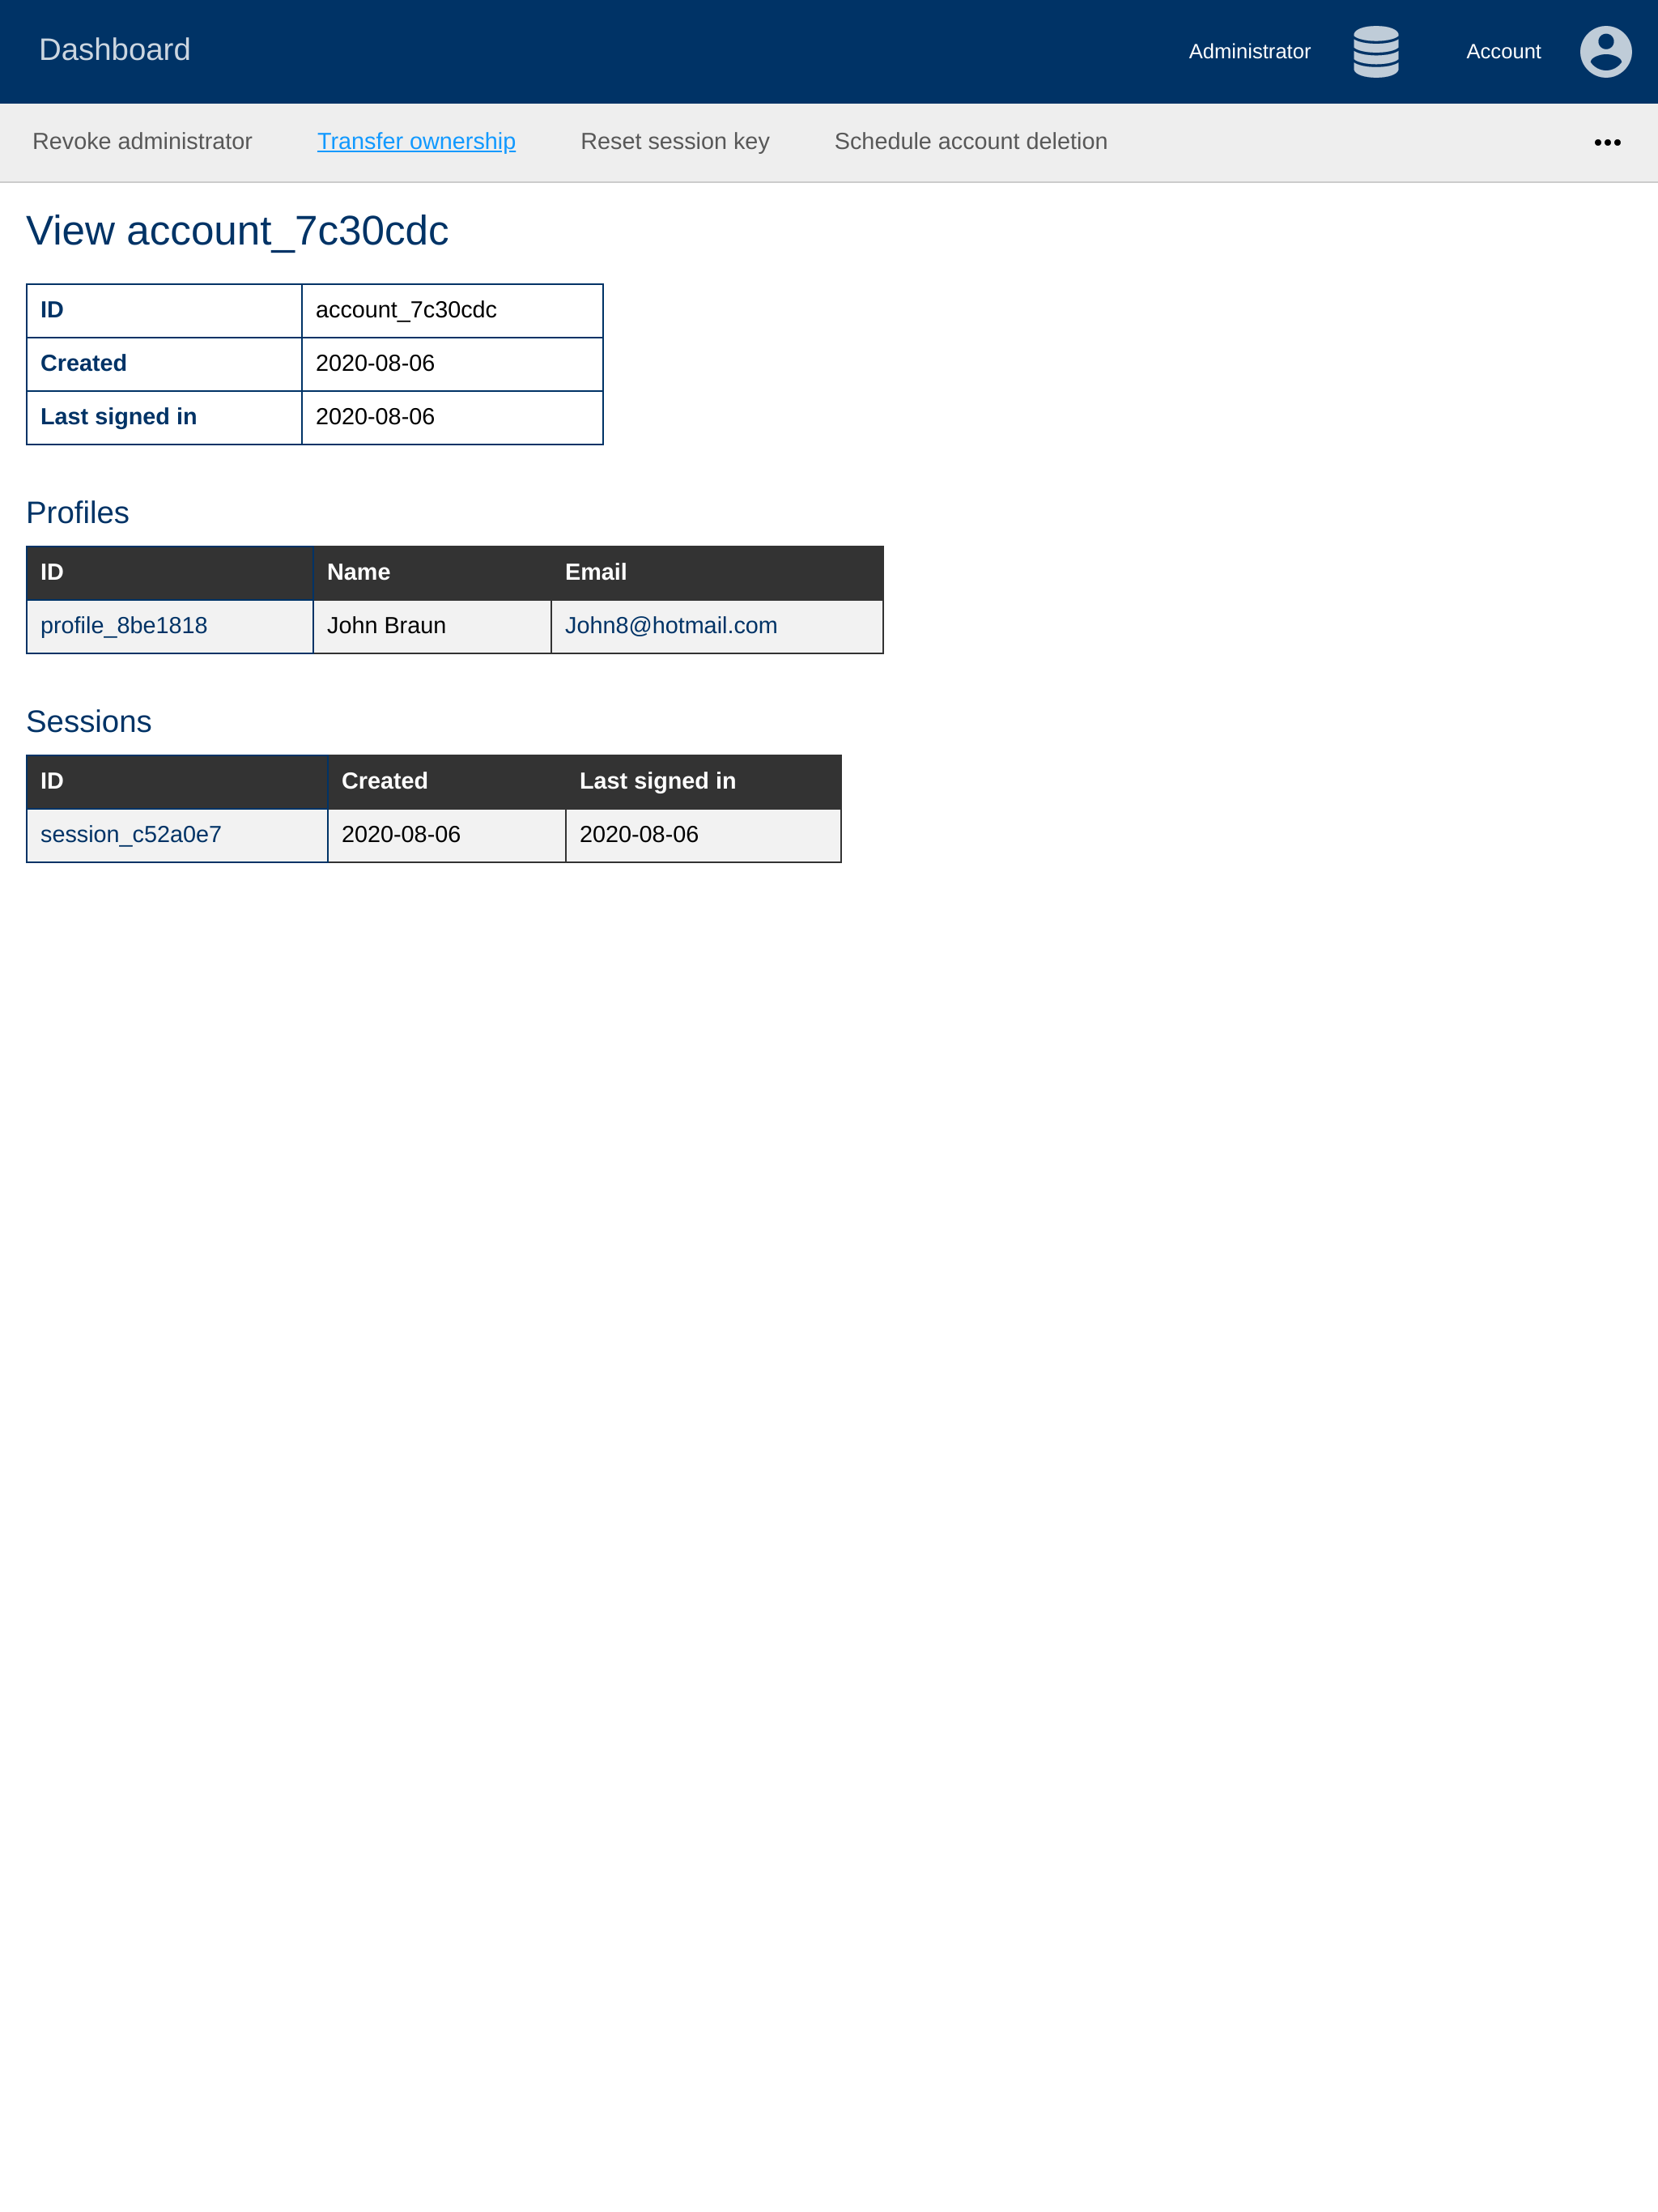 Dashboard Administrator Account
Revoke administrator Transfer ownership Reset session key Schedule account deletion •••
View account_7c30cdc
ID account_7c30cdc
Created 2020-08-06
Last signed in 2020-08-06
Profiles
ID Name Email
profile_8be1818 John Braun John8@hotmail.com
Sessions
ID Created Last signed in
session_c52a0e7 2020-08-06 2020-08-06